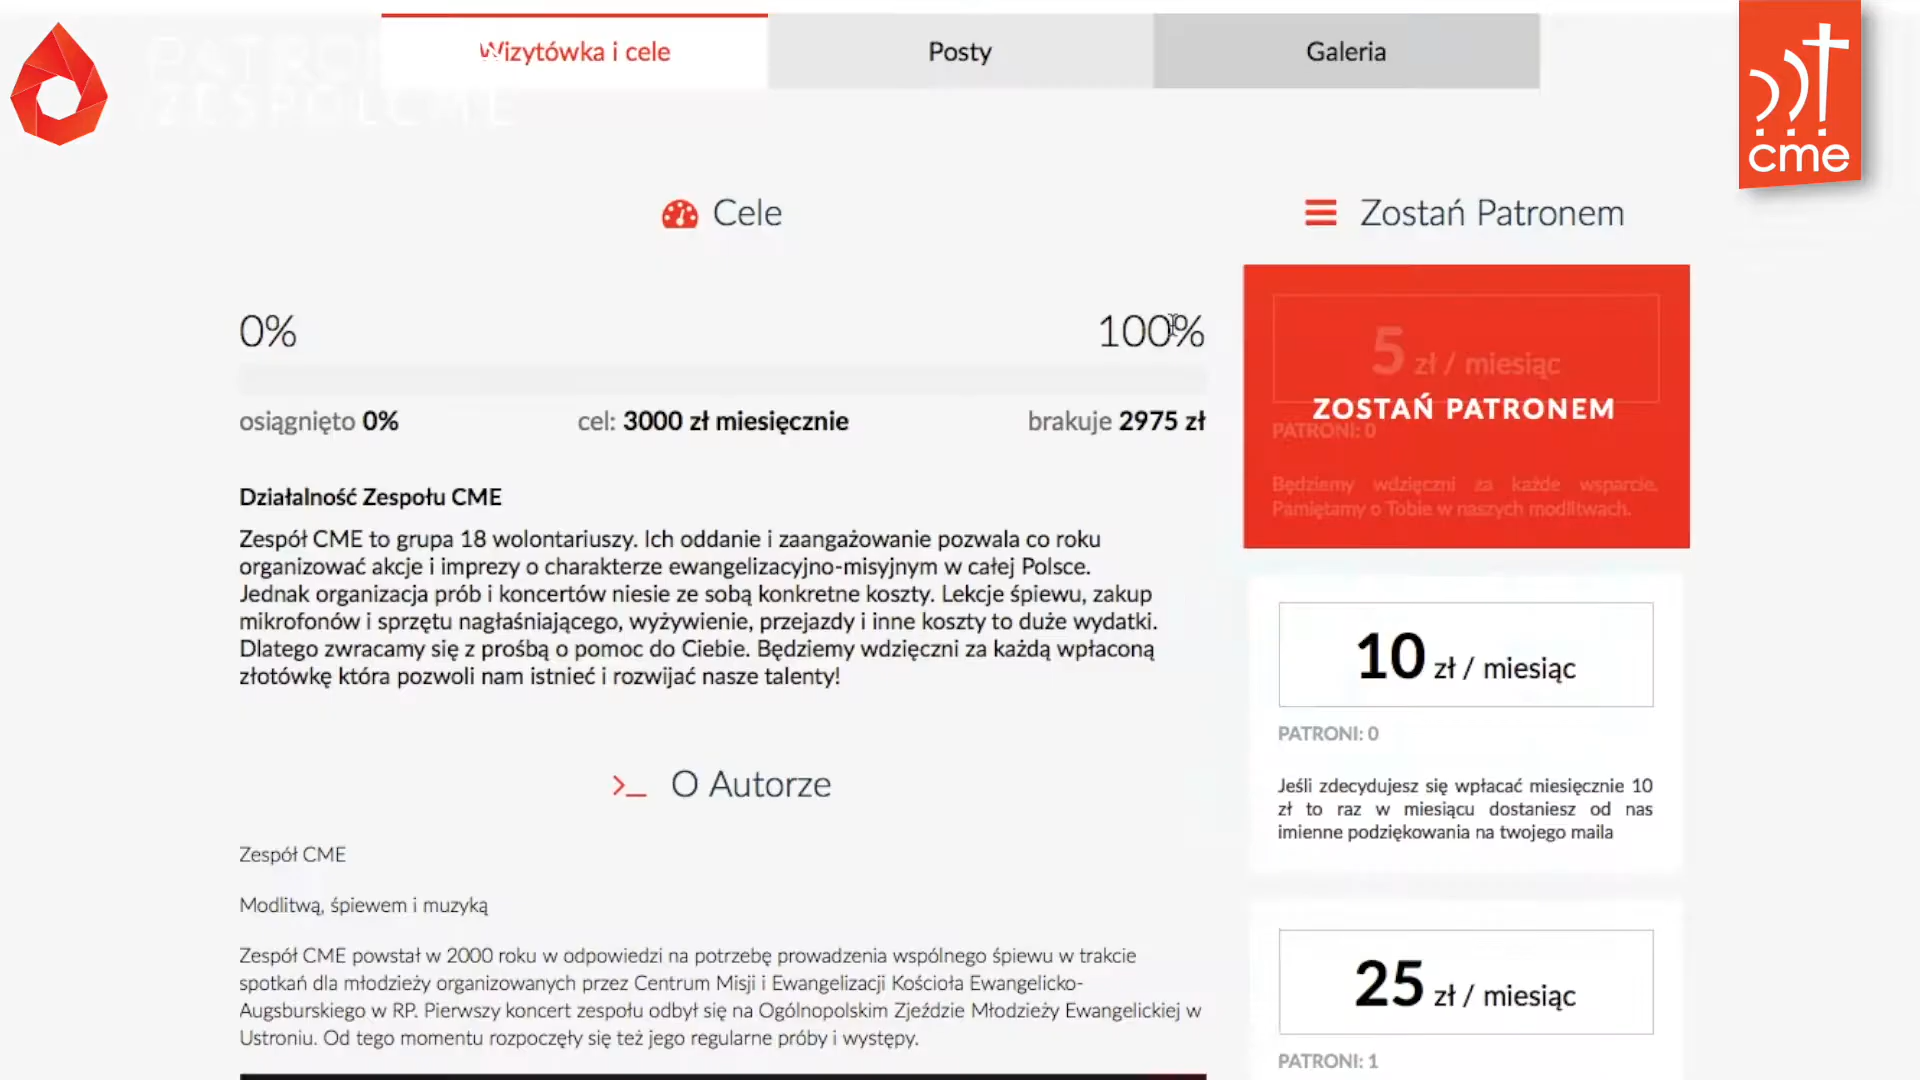 PATRON
ZESPÓŁ CME
Wizytówka i cele
Posty
Galeria
cme
Cele
Zostań Patronem
0%
100%
osiągnięto 0%
cel: 3000 zł miesięcznie
brakuje 2975 zł
5 zł / miesiąc
ZOSTAŃ PATRONEM
PATRONI: 0
Będziemy wdzięczni za każde wsparcie.
Pamiętamy o Tobie w naszych modlitwach.
Działalność Zespołu CME
Zespół CME to grupa 18 wolontariuszy. Ich oddanie i zaangażowanie pozwala co roku
organizować akcje i imprezy o charakterze ewangelizacyjno-misyjnym w całej Polsce.
Jednak organizacja prób i koncertów niesie ze sobą konkretne koszty. Lekcje śpiewu, zakup
mikrofonów i sprzętu nagłaśniającego, wyżywienie, przejazdy i inne koszty to duże wydatki.
Dlatego zwracamy się z prośbą o pomoc do Ciebie. Będziemy wdzięczni za każdą wpłaconą
złotówkę która pozwoli nam istnieć i rozwijać nasze talenty!
10 zł / miesiąc
PATRONI: 0
Jeśli zdecydujesz się wpłacać miesięcznie 10
zł to raz w miesiącu dostaniesz od nas
imienne podziękowania na twojego maila
O Autorze
Zespół CME
Modlitwą, śpiewem i muzyką
Zespół CME powstał w 2000 roku w odpowiedzi na potrzebę prowadzenia wspólnego śpiewu w trakcie
spotkań dla młodzieży organizowanych przez Centrum Misji i Ewangelizacji Kościoła Ewangelicko-
Augsburskiego w RP. Pierwszy koncert zespołu odbył się na Ogólnopolskim Zjeździe Młodzieży Ewangelickiej w
Ustroniu. Od tego momentu rozpoczęły się też jego regularne próby i występy.
25 zł / miesiąc
PATRONI: 1